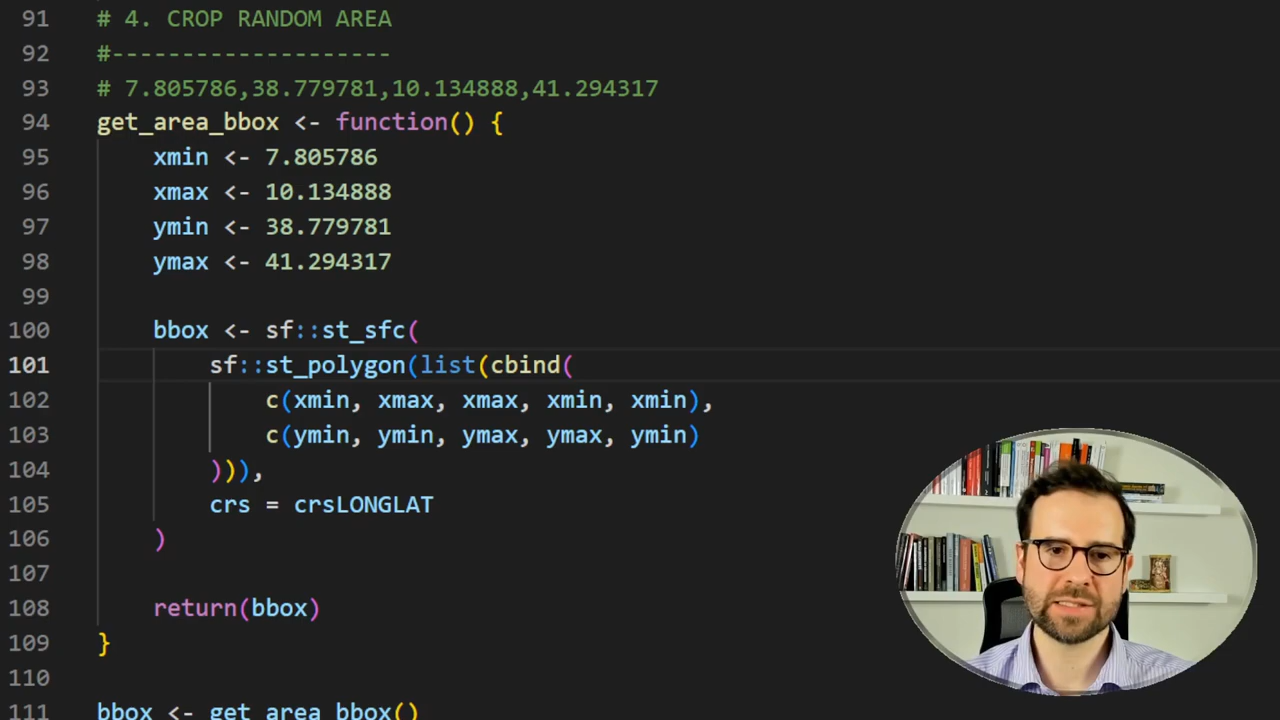 91 # 4. CROP RANDOM AREA
92 #--------------------
93 # 7.805786,38.779781,10.134888,41.294317
94 get_area_bbox <- function() {
95 xmin <- 7.805786
96 xmax <- 10.134888
97 ymin <- 38.779781
98 ymax <- 41.294317
99
100 bbox <- sf::st_sfc(
101 sf::st_polygon(list(cbind(
102 c(xmin, xmax, xmax, xmin, xmin),
103 c(ymin, ymin, ymax, ymax, ymin)
104 ))),
105 crs = crsLONGLAT
106 )
107
108 return(bbox)
109 }
110
111 bbox <- get_area_bbox()